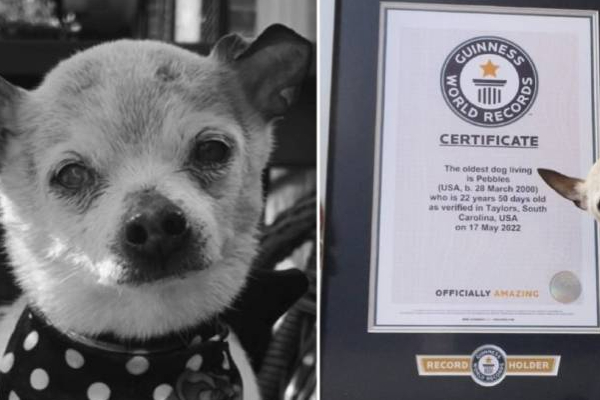 GUINNESS
WORLD RECORDS
CERTIFICATE
The oldest dog living
is Pebbles
(USA, b. 28 March 2000)
who is 22 years 50 days old
as verified in Taylors, South
Carolina, USA
on 17 May 2022
OFFICIALLY AMAZING
RECORD HOLDER